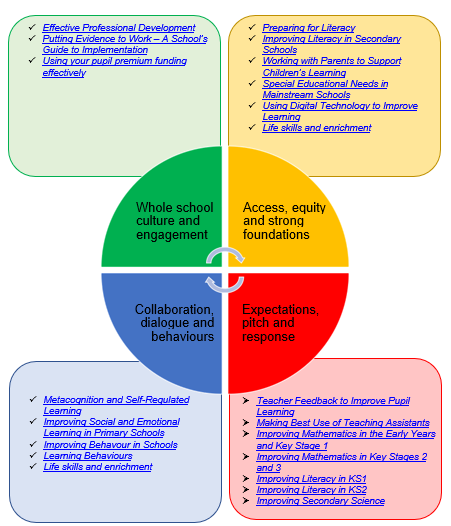 ✓ Effective Professional Development
✓ Putting Evidence to Work – A School's
Guide to Implementation
✓ Using your pupil premium funding
effectively
✓ Preparing for Literacy
✓ Improving Literacy in Secondary
Schools
✓ Working with Parents to Support
Children's Learning
✓ Special Educational Needs in
Mainstream Schools
✓ Using Digital Technology to Improve
Learning
✓ Life skills and enrichment
Whole school
culture and
engagement
Access, equity
and strong
foundations
Collaboration,
dialogue and
behaviours
Expectations,
pitch and
response
✓ Metacognition and Self-Regulated
Learning
✓ Improving Social and Emotional
Learning in Primary Schools
✓ Improving Behaviour in Schools
✓ Learning Behaviours
✓ Life skills and enrichment
➤ Teacher Feedback to Improve Pupil
Learning
➤ Making Best Use of Teaching Assistants
➤ Improving Mathematics in the Early Years
and Key Stage 1
➤ Improving Mathematics in Key Stages 2
and 3
➤ Improving Literacy in KS1
➤ Improving Literacy in KS2
➤ Improving Secondary Science